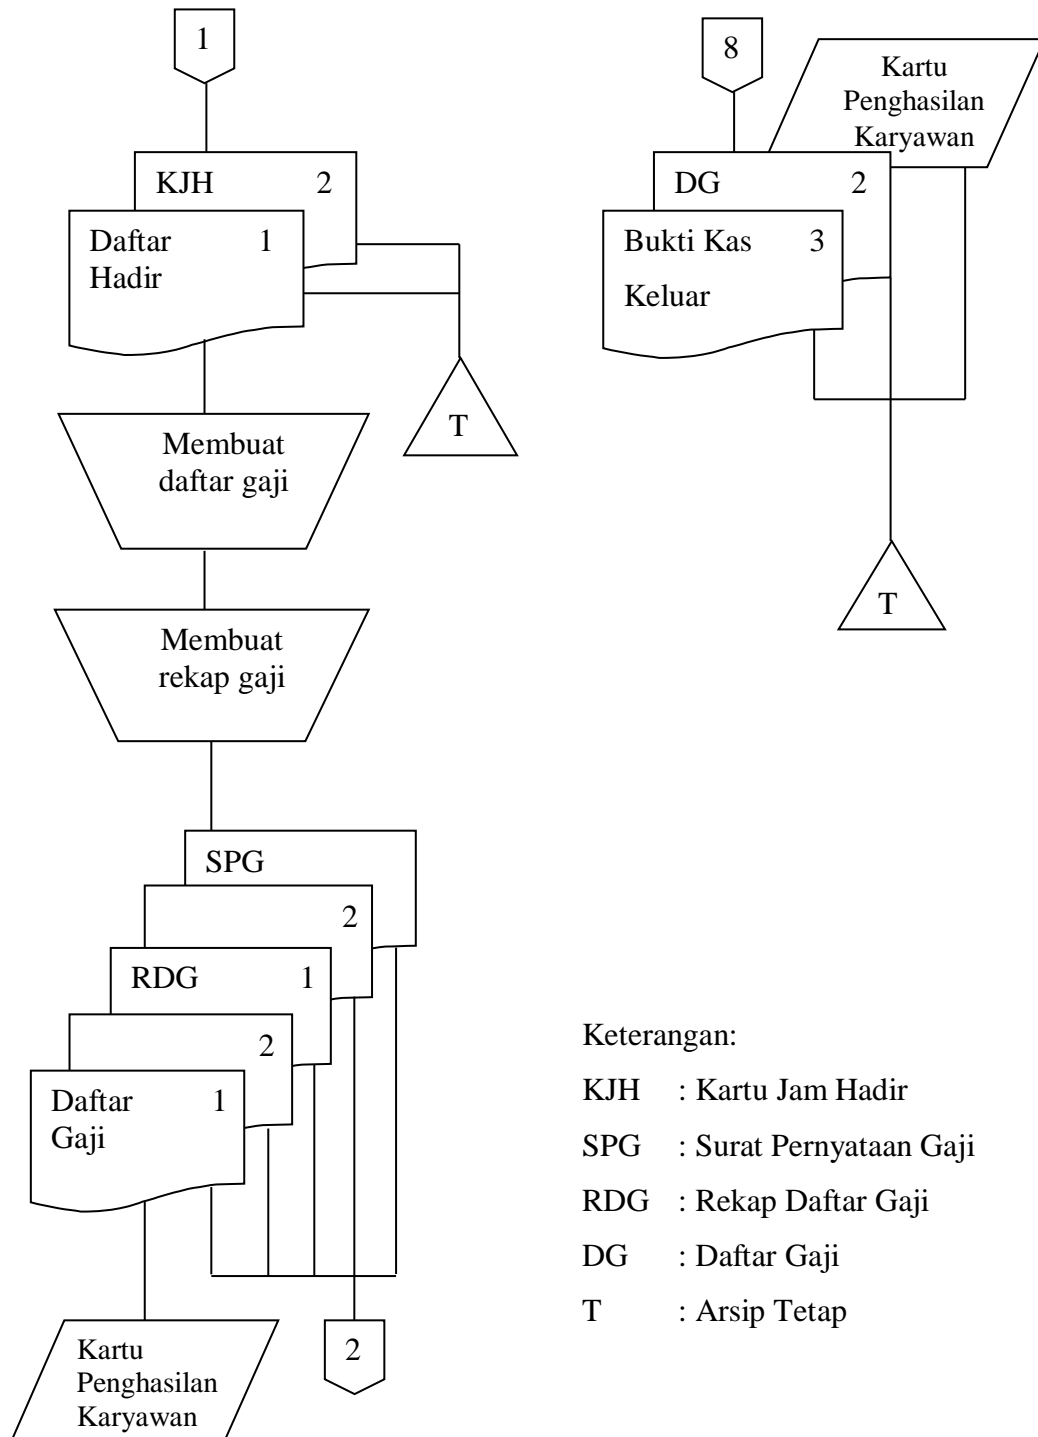 1
KJH 2
Daftar 1
Hadir
T
Membuat
daftar gaji
Membuat
rekap gaji
SPG
2
RDG 1
2
Daftar 1
Gaji
Kartu
Penghasilan
Karyawan
2
8
Kartu
Penghasilan
Karyawan
DG 2
Bukti Kas 3
Keluar
T
Keterangan:
KJH : Kartu Jam Hadir
SPG : Surat Pernyataan Gaji
RDG : Rekap Daftar Gaji
DG : Daftar Gaji
T : Arsip Tetap